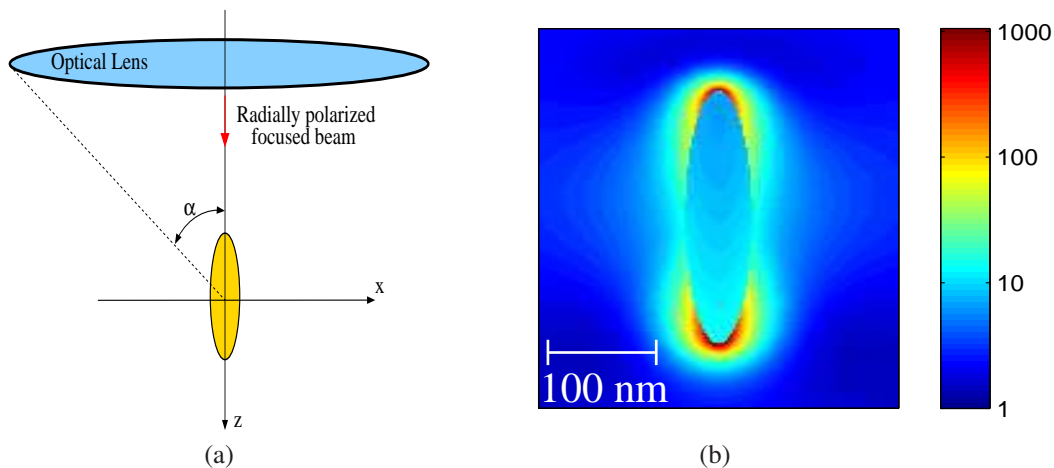 Optical Lens
Radially polarized
focused beam
α
x
z
(a)
100 nm
(b)
1000
100
10
1